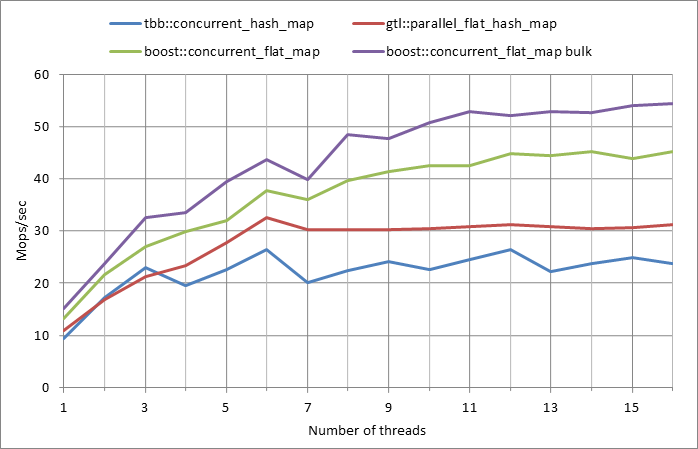 tbb::concurrent_hash_map gtl::parallel_flat_hash_map
boost::concurrent_flat_map boost::concurrent_flat_map bulk
60
50
40
30
20
10
0
Mops/sec
1 3 5 7 9 11 13 15
Number of threads